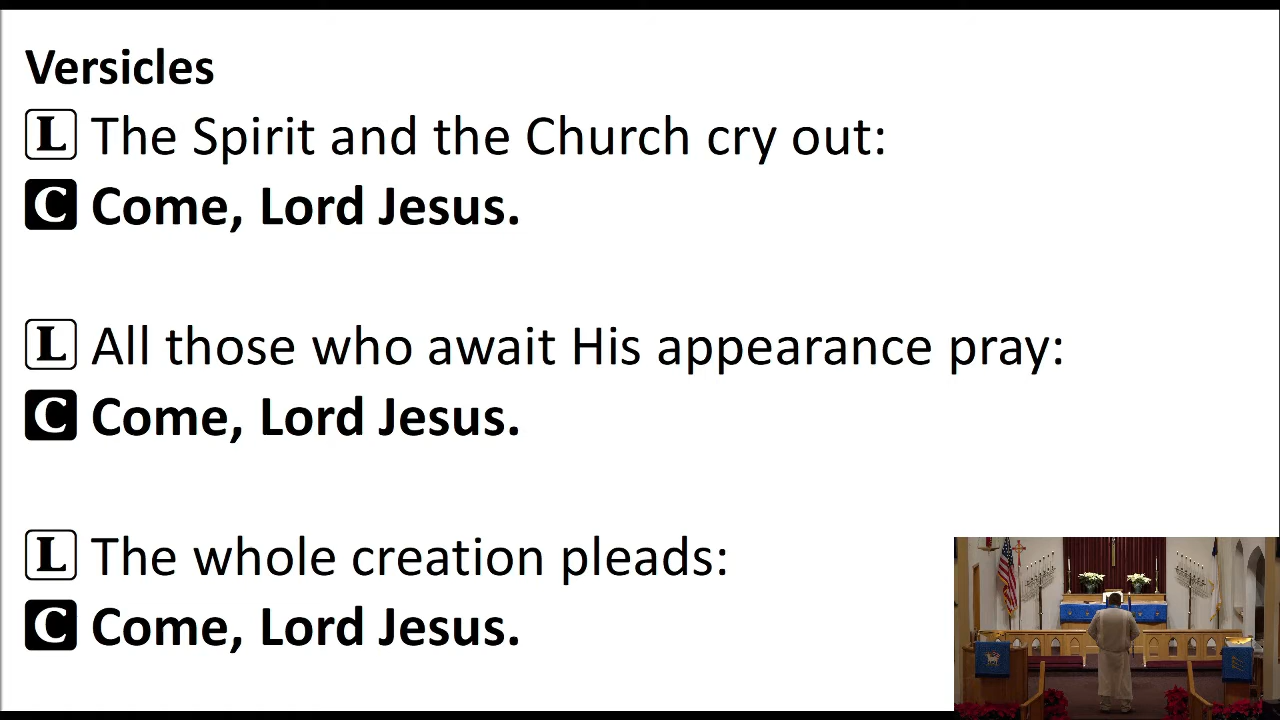 Versicles
L The Spirit and the Church cry out:
C Come, Lord Jesus.
L All those who await His appearance pray:
C Come, Lord Jesus.
L The whole creation pleads:
C Come, Lord Jesus.